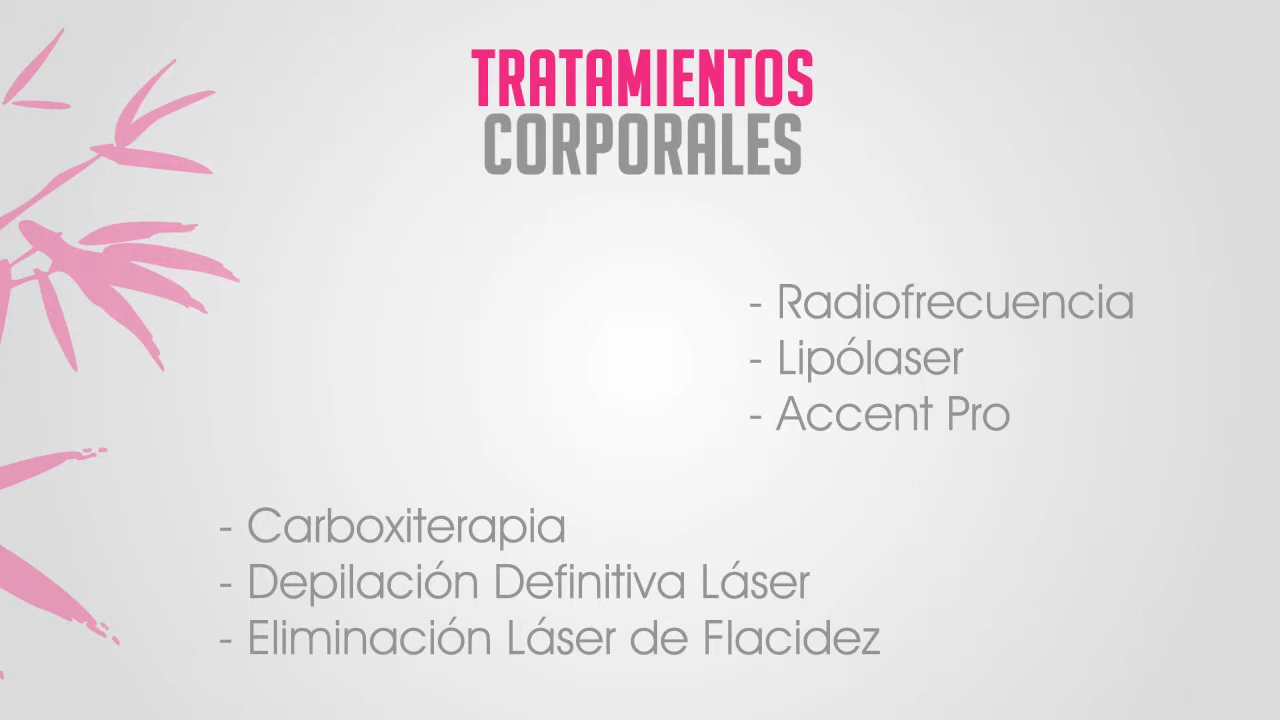 TRATAMIENTOS
CORPORALES
- Radiofrecuencia
- Lipólaser
- Accent Pro
- Carboxiterapia
- Depilación Definitiva Láser
- Eliminación Láser de Flacidez